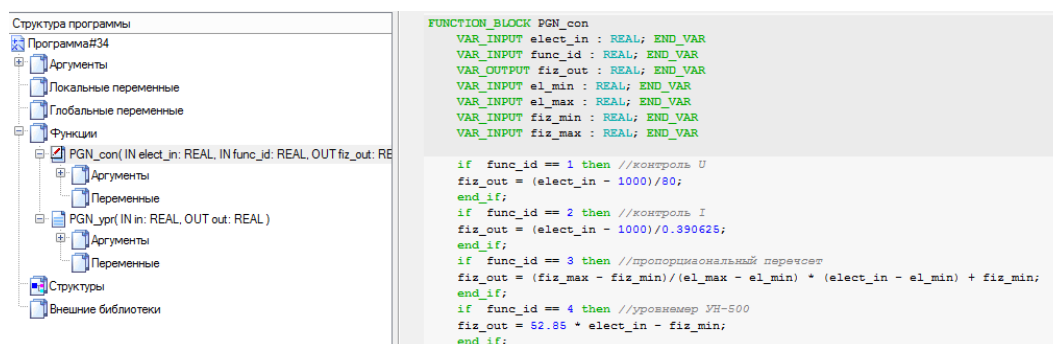 Структура программы
Программа#34
Аргументы
Локальные переменные
Глобальные переменные
Функции
PGN_con( IN elect_in: REAL, IN func_id: REAL, OUT fiz_out: RE
Аргументы
Переменные
PGN_ypr( IN in: REAL, OUT out: REAL )
Аргументы
Переменные
Структуры
Внешние библиотеки
FUNCTION_BLOCK PGN_con
VAR_INPUT elect_in : REAL; END_VAR
VAR_INPUT func_id : REAL; END_VAR
VAR_OUTPUT fiz_out : REAL; END_VAR
VAR_INPUT el_min : REAL; END_VAR
VAR_INPUT el_max : REAL; END_VAR
VAR_INPUT fiz_min : REAL; END_VAR
VAR_INPUT fiz_max : REAL; END_VAR
if func_id == 1 then //контроль U
fiz_out = (elect_in - 1000)/80;
end_if;
if func_id == 2 then //контроль I
fiz_out = (elect_in - 1000)/0.390625;
end_if;
if func_id == 3 then //пропорциаональный перечсет
fiz_out = (fiz_max - fiz_min)/(el_max - el_min) * (elect_in - el_min) + fiz_min;
end_if;
if func_id == 4 then //уровнемер УН-500
fiz_out = 52.85 * elect_in - fiz_min;
end_if;